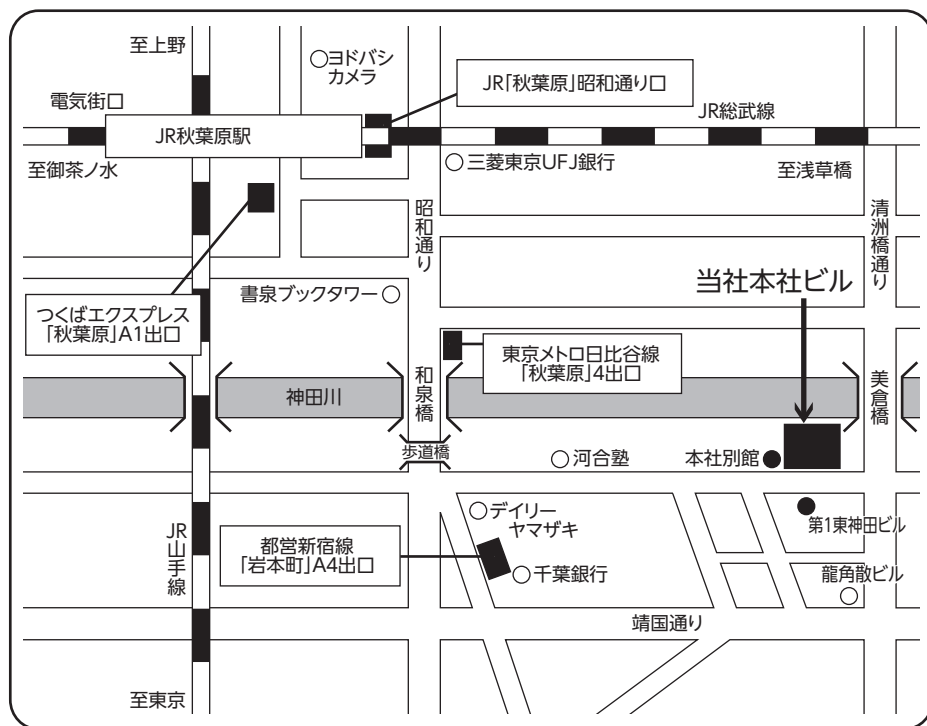 至上野
ヨドバシ
カメラ
JR「秋葉原」昭和通り口
電気街口
JR総武線
JR秋葉原駅
至御茶ノ水
三菱東京UFJ銀行
至浅草橋
昭和通り
清洲橋通り
書泉ブックタワー
当社本社ビル
つくばエクスプレス
「秋葉原」A1出口
東京メトロ日比谷線
「秋葉原」4出口
神田川
和泉橋
美倉橋
歩道橋
河合塾
本社別館
デイリー
ヤマザキ
第1東神田ビル
JR山手線
都営新宿線
「岩本町」A4出口
千葉銀行
龍角散ビル
靖国通り
至東京